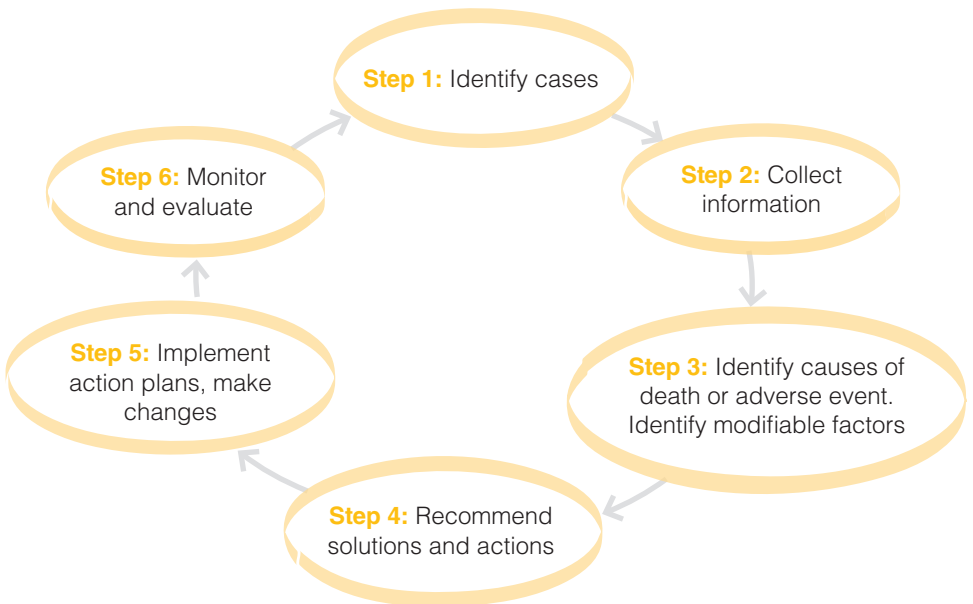 Step 1: Identify cases
Step 2: Collect
information
Step 3: Identify causes of
death or adverse event.
Identify modifiable factors
Step 4: Recommend
solutions and actions
Step 5: Implement
action plans, make
changes
Step 6: Monitor
and evaluate